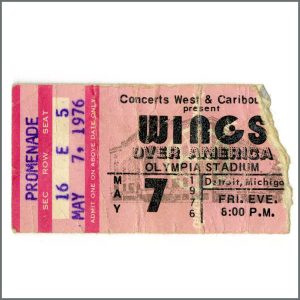 PROMENADE
SEC ROW SEAT
16 E 5
MAY 7, 1976
ADMIT ONE ON ABOVE DATE ONLY
Concerts West & Caribou
present
WINGS
OVER AMERICA
OLYMPIA STADIUM
Detroit, Michiga
MAY
7
1976
FRI. EVE.
8:00 P.M.